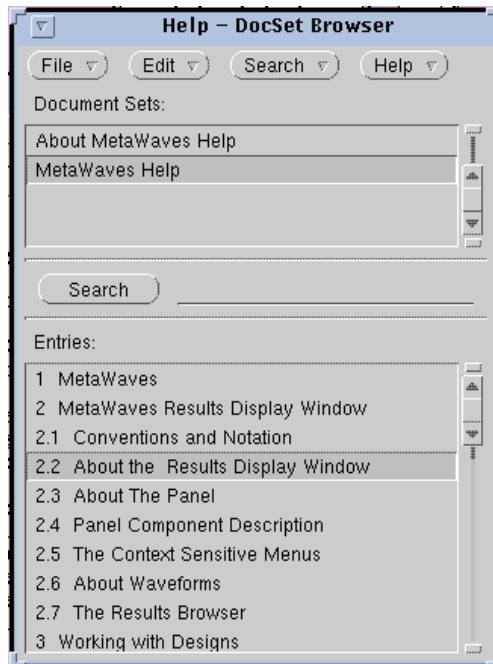 Help – DocSet Browser
File Edit Search Help
Document Sets:
About MetaWaves Help
MetaWaves Help
Search
Entries:
1 MetaWaves
2 MetaWaves Results Display Window
2.1 Conventions and Notation
2.2 About the Results Display Window
2.3 About The Panel
2.4 Panel Component Description
2.5 The Context Sensitive Menus
2.6 About Waveforms
2.7 The Results Browser
3 Working with Designs